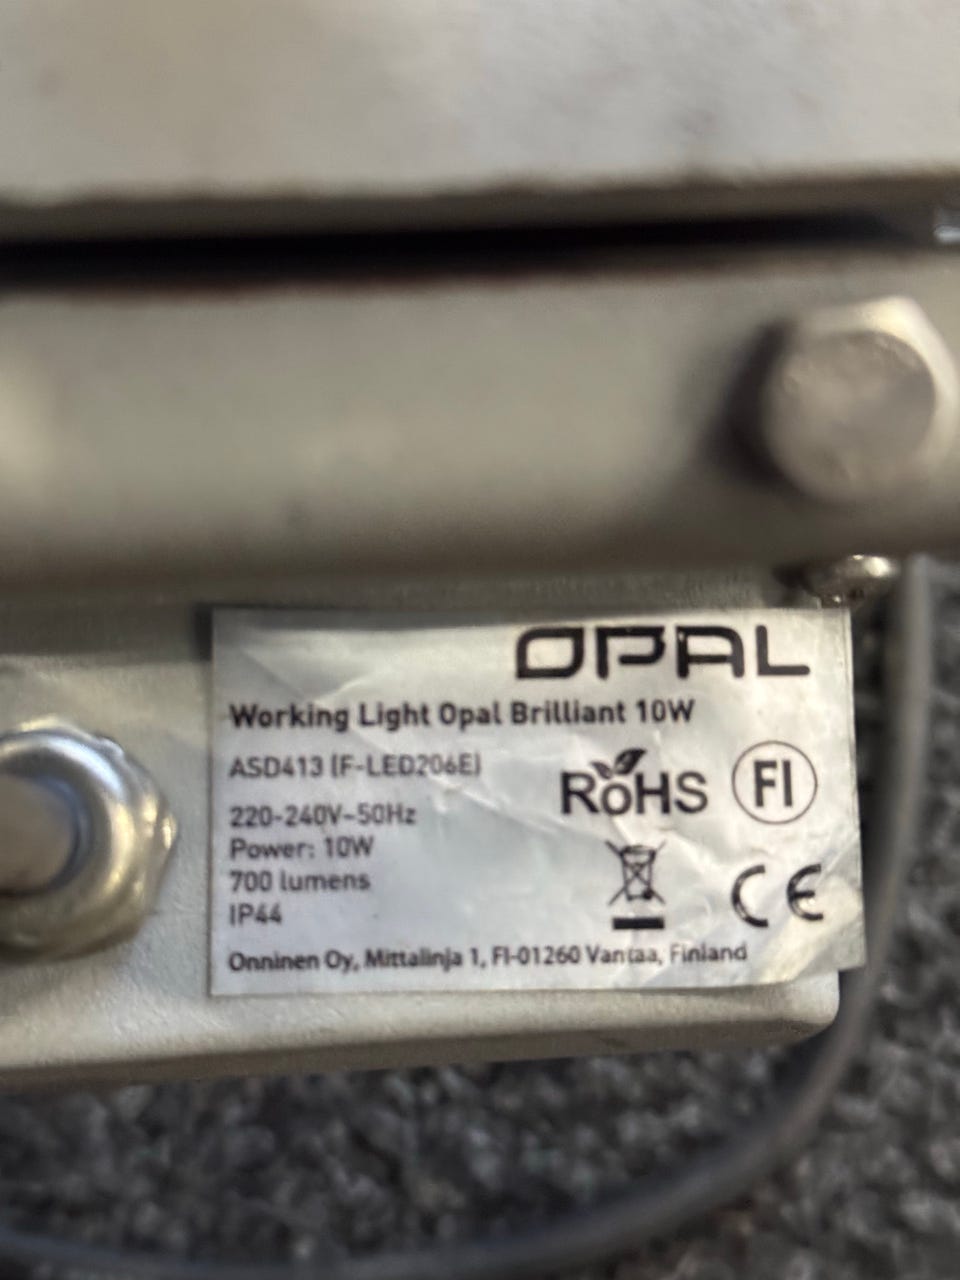 OPAL
Working Light Opal Brilliant 10W
ASD413 (F-LED206E)
RoHS
FI
220-240V~50Hz
Power: 10W
700 lumens
IP44
CE
Onninen Oy, Mittalinja 1, FI-01260 Vantaa, Finland